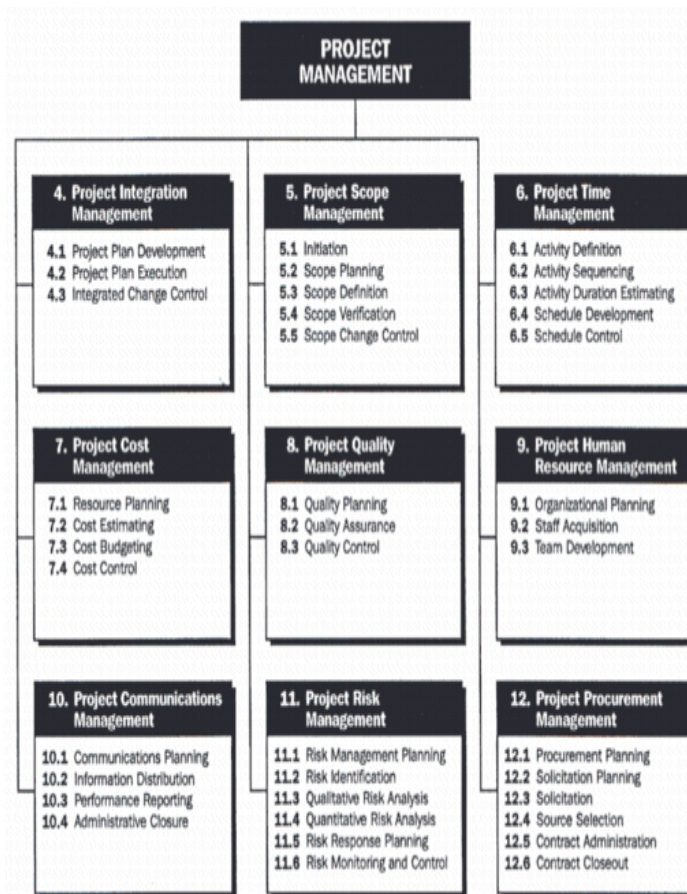 PROJECT
MANAGEMENT
4. Project Integration
Management
4.1 Project Plan Development
4.2 Project Plan Execution
4.3 Integrated Change Control
5. Project Scope
Management
5.1 Initiation
5.2 Scope Planning
5.3 Scope Definition
5.4 Scope Verification
5.5 Scope Change Control
6. Project Time
Management
6.1 Activity Definition
6.2 Activity Sequencing
6.3 Activity Duration Estimating
6.4 Schedule Development
6.5 Schedule Control
7. Project Cost
Management
7.1 Resource Planning
7.2 Cost Estimating
7.3 Cost Budgeting
7.4 Cost Control
8. Project Quality
Management
8.1 Quality Planning
8.2 Quality Assurance
8.3 Quality Control
9. Project Human
Resource Management
9.1 Organizational Planning
9.2 Staff Acquisition
9.3 Team Development
10. Project Communications
Management
10.1 Communications Planning
10.2 Information Distribution
10.3 Performance Reporting
10.4 Administrative Closure
11. Project Risk
Management
11.1 Risk Management Planning
11.2 Risk Identification
11.3 Qualitative Risk Analysis
11.4 Quantitative Risk Analysis
11.5 Risk Response Planning
11.6 Risk Monitoring and Control
12. Project Procurement
Management
12.1 Procurement Planning
12.2 Solicitation Planning
12.3 Solicitation
12.4 Source Selection
12.5 Contract Administration
12.6 Contract Closeout